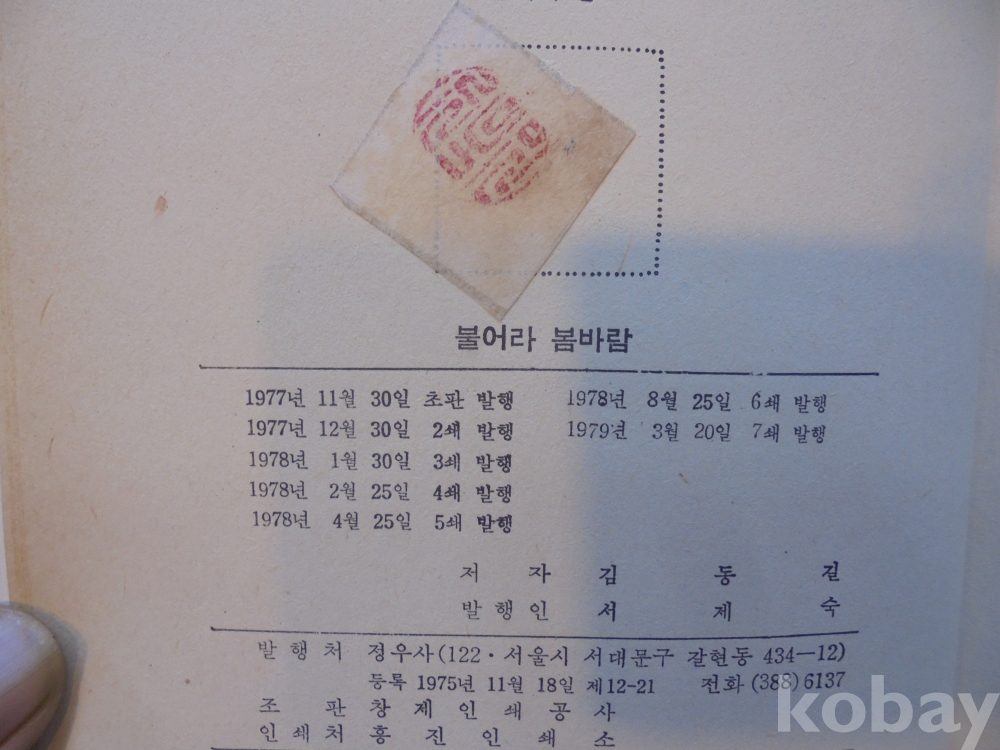 불어라 봄바람
1977년 11월 30일 초판 발행
1977년 12월 30일 2쇄 발행
1978년 1월 30일 3쇄 발행
1978년 2월 25일 4쇄 발행
1978년 4월 25일 5쇄 발행
1978년 8월 25일 6쇄 발행
1979년 3월 20일 7쇄 발행
저 자 김 동 길
발 행 인 서 제 숙
발 행 처 정우사(122·서울시 서대문구 갈현동 434—12)
등록 1975년 11월 18일 제12-21 전화 (388) 6137
조 판 창 제 인 쇄 공 사
인 쇄 처 홍 진 인 쇄 소
kobay